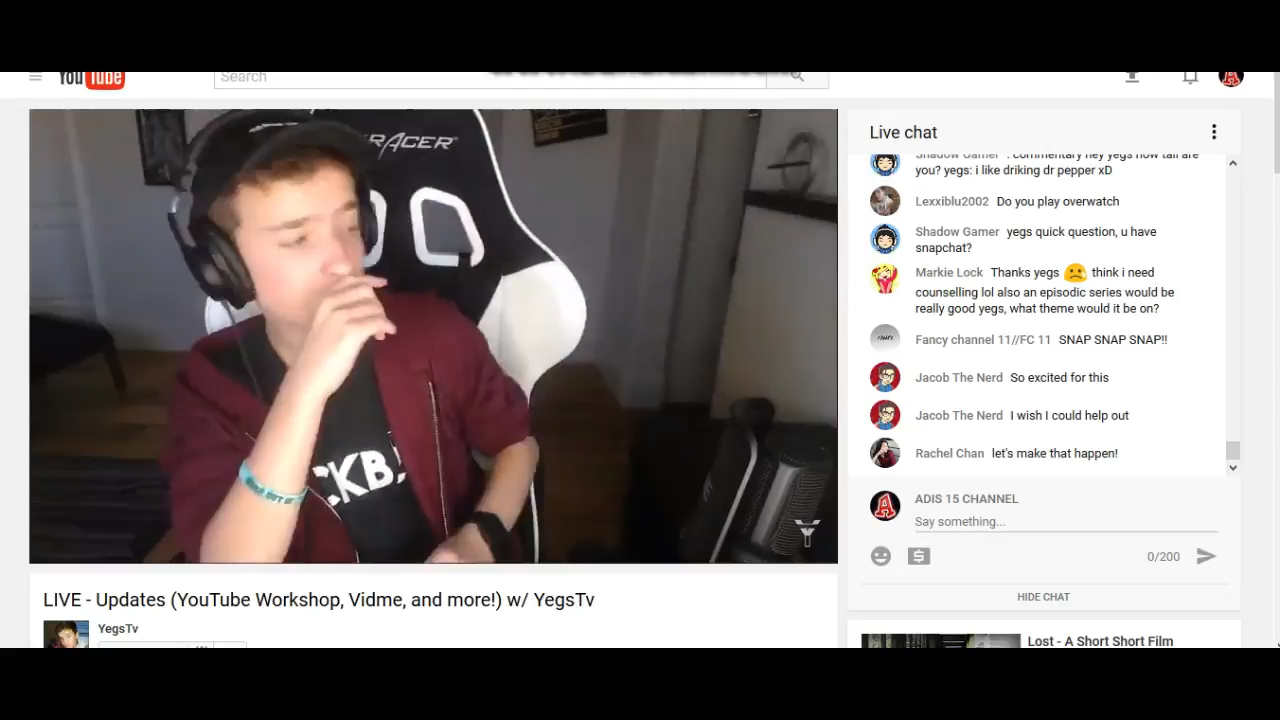 YouTube
Search
RACER
CKBA
Live chat
Shadow Gamer : commentary hey yegs how tall are
you? yegs: i like driking dr pepper xD
Lexxiblu2002 Do you play overwatch
Shadow Gamer yegs quick question, u have
snapchat?
Markie Lock Thanks yegs think i need
counselling lol also an episodic series would be
really good yegs, what theme would it be on?
Fancy channel 11//FC 11 SNAP SNAP SNAP!!
Jacob The Nerd So excited for this
Jacob The Nerd I wish I could help out
Rachel Chan let's make that happen!
ADIS 15 CHANNEL
Say something...
0/200
HIDE CHAT
LIVE - Updates (YouTube Workshop, Vidme, and more!) w/ YegsTv
YegsTv
Lost - A Short Short Film